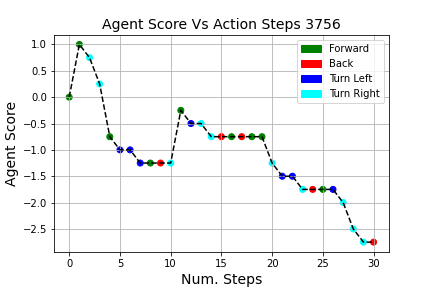 Agent Score Vs Action Steps 3756
Agent Score
1.0
0.5
0.0
−0.5
−1.0
−1.5
−2.0
−2.5
Forward
Back
Turn Left
Turn Right
0 5 10 15 20 25 30
Num. Steps